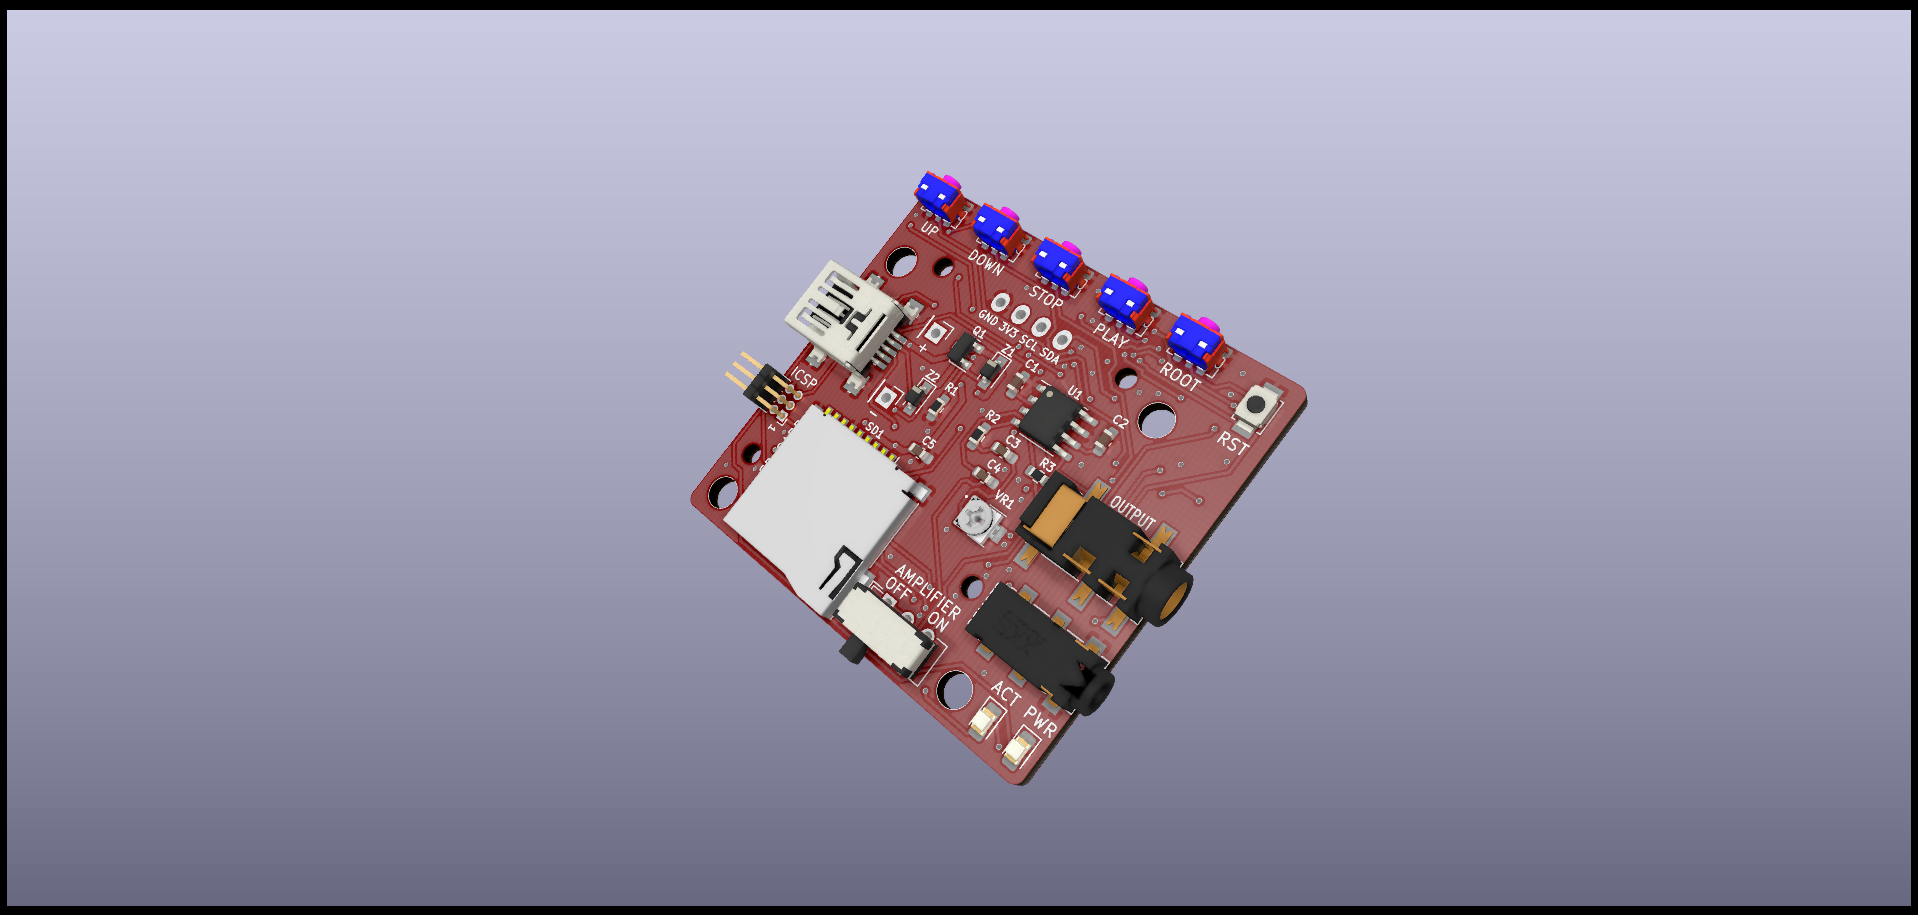 UP
DOWN
STOP
PLAY
ROOT
RST
GND 3V3 SCL SDA
+
-
Q1
Z1
Z2
C1
R1
U1
C2
R2
C3
C4
R3
C5
SD1
ICSP
1
VR1
OUTPUT
AMPLIFIER
OFF
ON
ACT
PWR